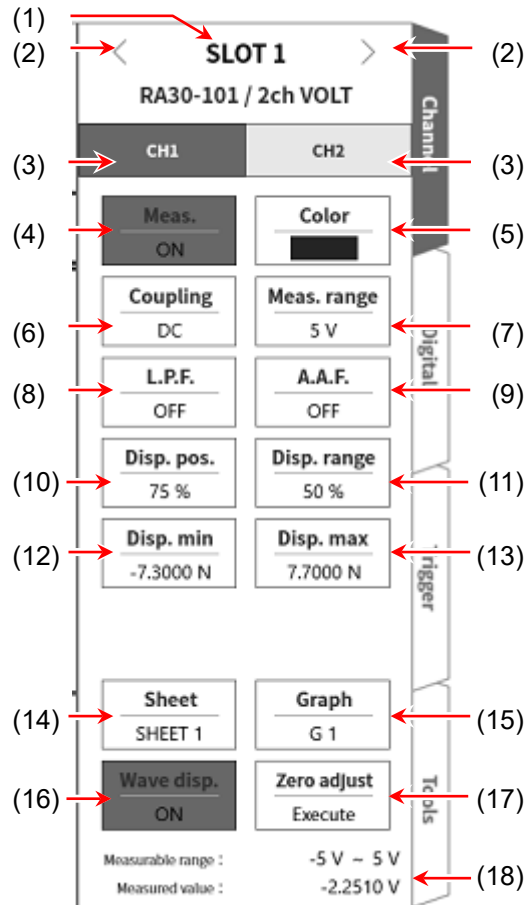 (1)
(2) < SLOT 1 > (2)
RA30-101 / 2ch VOLT
Channel
(3) CH1 CH2 (3)
(4) Meas. Color (5)
ON
(6) Coupling Meas. range (7)
DC 5 V
Digital
(8) L.P.F. A.A.F. (9)
OFF OFF
(10) Disp. pos. Disp. range (11)
75 % 50 %
(12) Disp. min Disp. max (13)
-7.3000 N 7.7000 N
Trigger
(14) Sheet Graph (15)
SHEET 1 G 1
(16) Wave disp. Zero adjust (17)
ON Execute
Tools
Measurable range : -5 V ~ 5 V
Measured value : -2.2510 V
(18)